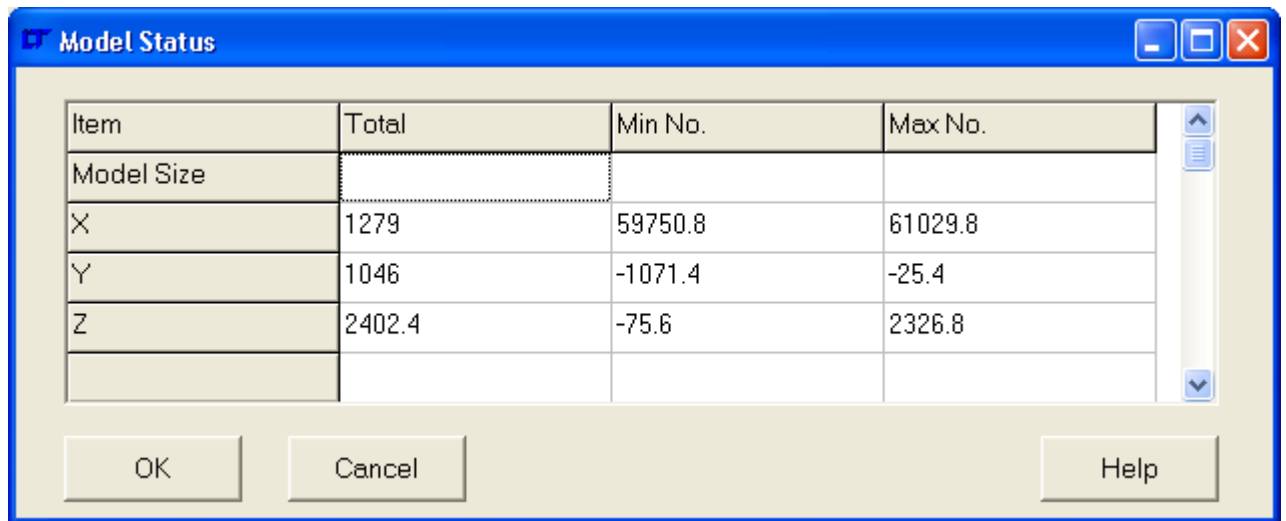 Model Status
Item Total Min No. Max No.
Model Size
X 1279 59750.8 61029.8
Y 1046 -1071.4 -25.4
Z 2402.4 -75.6 2326.8
OK Cancel Help